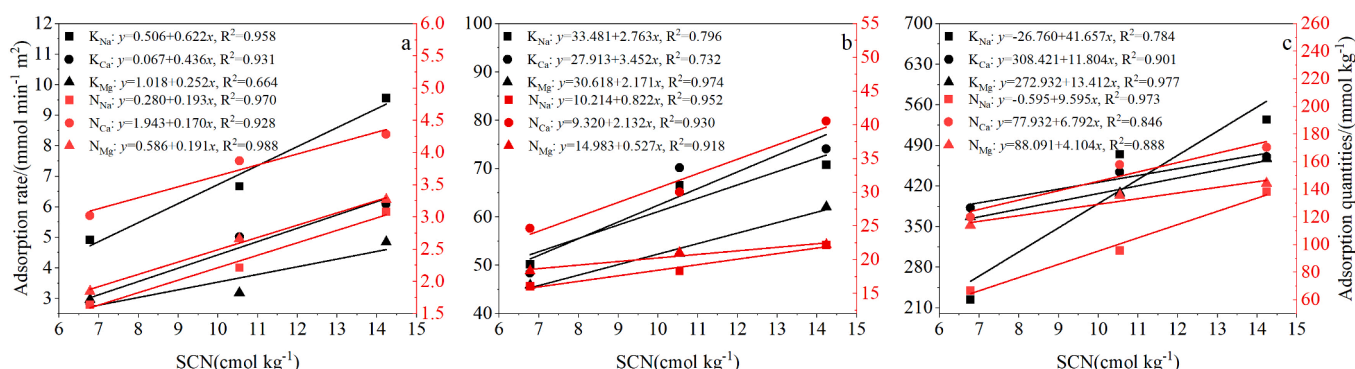 a
K_Na: y=0.506+0.622x, R²=0.958
K_Ca: y=0.067+0.436x, R²=0.931
K_Mg: y=1.018+0.252x, R²=0.664
N_Na: y=0.280+0.193x, R²=0.970
N_Ca: y=1.943+0.170x, R²=0.928
N_Mg: y=0.586+0.191x, R²=0.988
Adsorption rate/(mmol min⁻¹ m²)
12
11
10
9
8
7
6
5
4
3
6.0
5.5
5.0
4.5
4.0
3.5
3.0
2.5
2.0
1.5
6 7 8 9 10 11 12 13 14 15
SCN(cmol kg⁻¹)
b
K_Na: y=33.481+2.763x, R²=0.796
K_Ca: y=27.913+3.452x, R²=0.732
K_Mg: y=30.618+2.171x, R²=0.974
N_Na: y=10.214+0.822x, R²=0.952
N_Ca: y=9.320+2.132x, R²=0.930
N_Mg: y=14.983+0.527x, R²=0.918
100
90
80
70
60
50
40
55
50
45
40
35
30
25
20
15
6 7 8 9 10 11 12 13 14 15
SCN(cmol kg⁻¹)
c
K_Na: y=-26.760+41.657x, R²=0.784
K_Ca: y=308.421+11.804x, R²=0.901
K_Mg: y=272.932+13.412x, R²=0.977
N_Na: y=-0.595+9.595x, R²=0.973
N_Ca: y=77.932+6.792x, R²=0.846
N_Mg: y=88.091+4.104x, R²=0.888
700
630
560
490
420
350
280
210
260
240
220
200
180
160
140
120
100
80
60
6 7 8 9 10 11 12 13 14 15
SCN(cmol kg⁻¹)
Adsorption quantities/(mmol kg⁻¹)